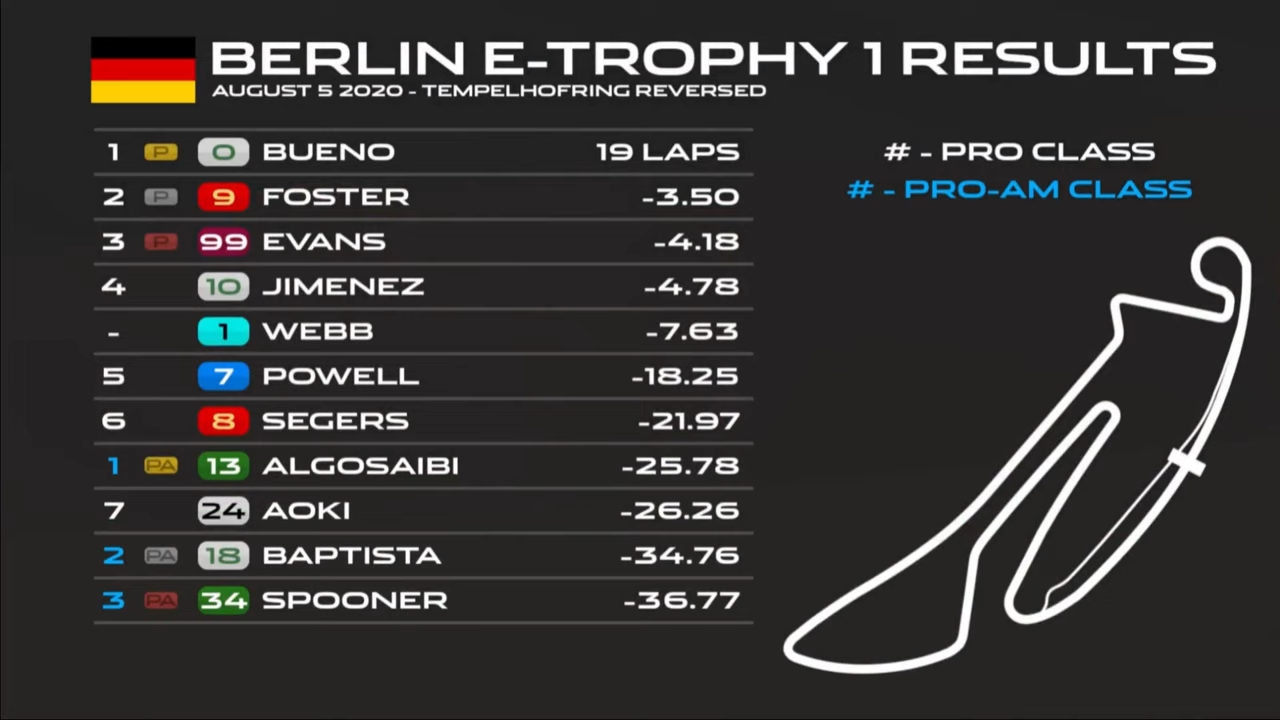 BERLIN E-TROPHY 1 RESULTS
AUGUST 5 2020 - TEMPELHOFRING REVERSED
1 P 0 BUENO 19 LAPS
2 P 9 FOSTER -3.50
3 P 99 EVANS -4.18
4 10 JIMENEZ -4.78
- 1 WEBB -7.63
5 7 POWELL -18.25
6 8 SEGERS -21.97
1 PA 13 ALGOSAIBI -25.78
7 24 AOKI -26.26
2 PA 18 BAPTISTA -34.76
3 PA 34 SPOONER -36.77
# - PRO CLASS
# - PRO-AM CLASS